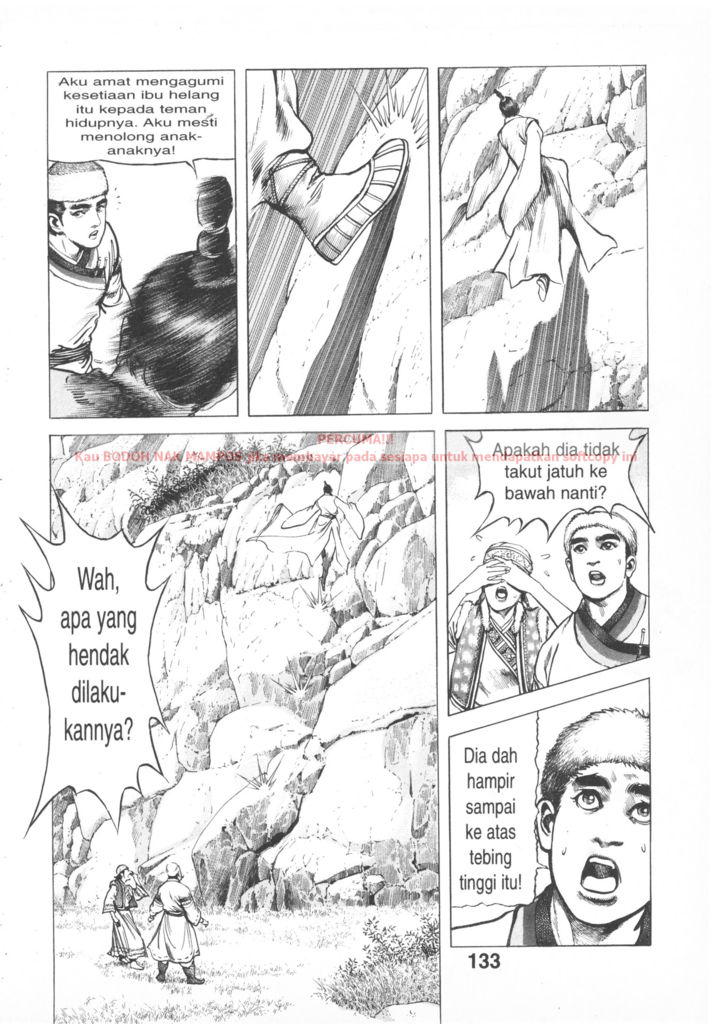 Aku amat mengagumi
kesetiaan ibu helang
itu kepada teman
hidupnya. Aku mesti
menolong anak-
anaknya!
PERCUMA!!!
Kau BODOH NAK MAMPOS jika membayar pada sesiapa untuk mendapatkan softcopy ini
Wah,
apa yang
hendak
dilaku-
kannya?
Apakah dia tidak
takut jatuh ke
bawah nanti?
Dia dah
hampir
sampai
ke atas
tebing
tinggi itu!
133